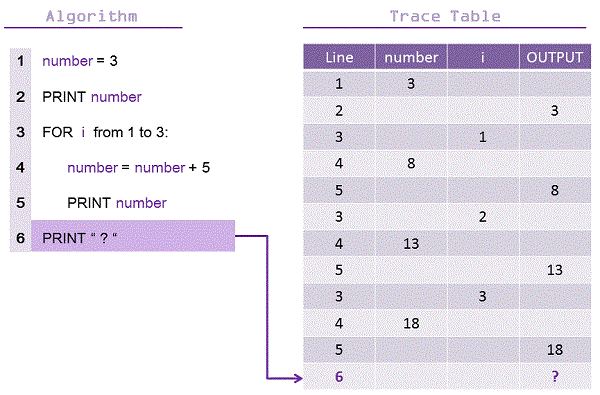 Algorithm
1 number = 3
2 PRINT number
3 FOR i from 1 to 3:
4 number = number + 5
5 PRINT number
6 PRINT “ ? “
Trace Table
Line number i OUTPUT
1 3
2 3
3 1
4 8
5 8
3 2
4 13
5 13
3 3
4 18
5 18
6 ?